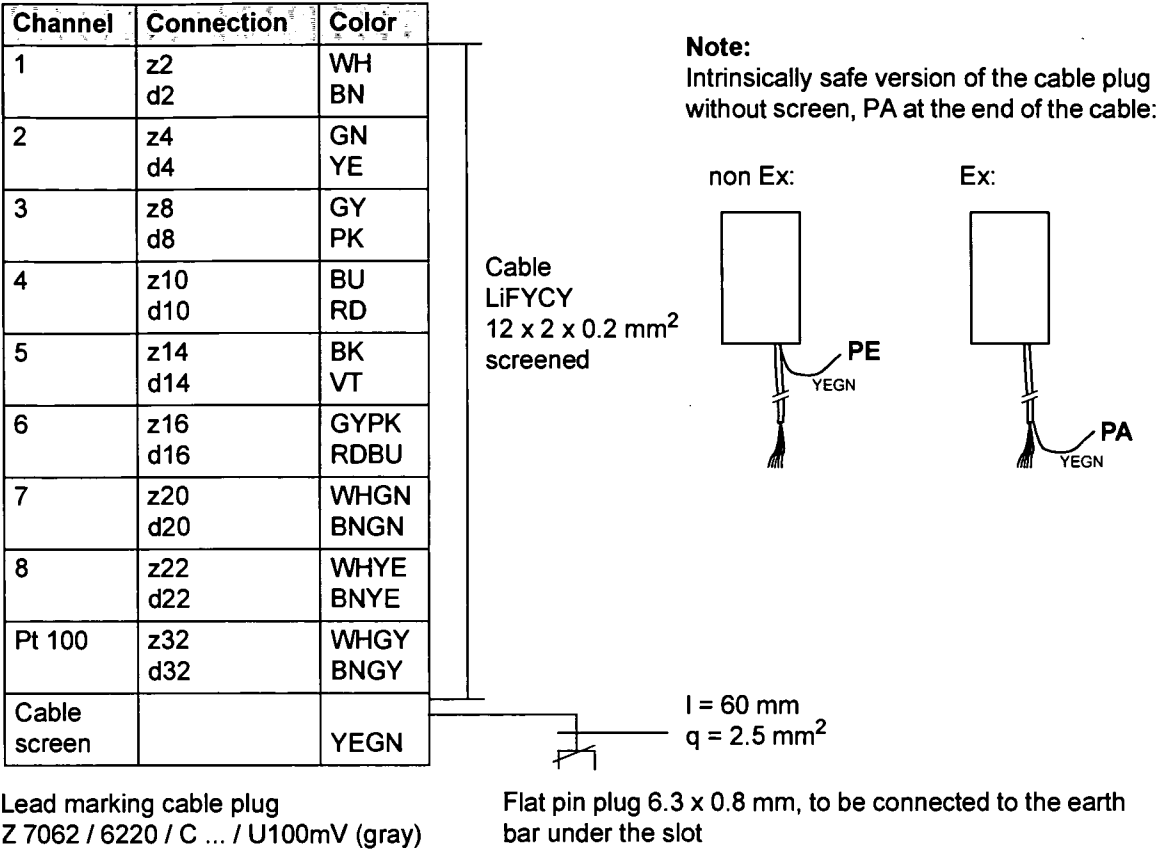 Channel Connection Color
1 z2 WH
d2 BN
2 z4 GN
d4 YE
3 z8 GY
d8 PK
4 z10 BU
d10 RD
5 z14 BK
d14 VT
6 z16 GYPK
d16 RDBU
7 z20 WHGN
d20 BNGN
8 z22 WHYE
d22 BNYE
Pt 100 z32 WHGY
d32 BNGY
Cable
screen YEGN
Cable
LiFYCY
12 x 2 x 0.2 mm²
screened
Note:
Intrinsically safe version of the cable plug
without screen, PA at the end of the cable:
non Ex: Ex:
PE
YEGN
PA
YEGN
l = 60 mm
q = 2.5 mm²
Lead marking cable plug
Z 7062 / 6220 / C ... / U100mV (gray)
Flat pin plug 6.3 x 0.8 mm, to be connected to the earth
bar under the slot